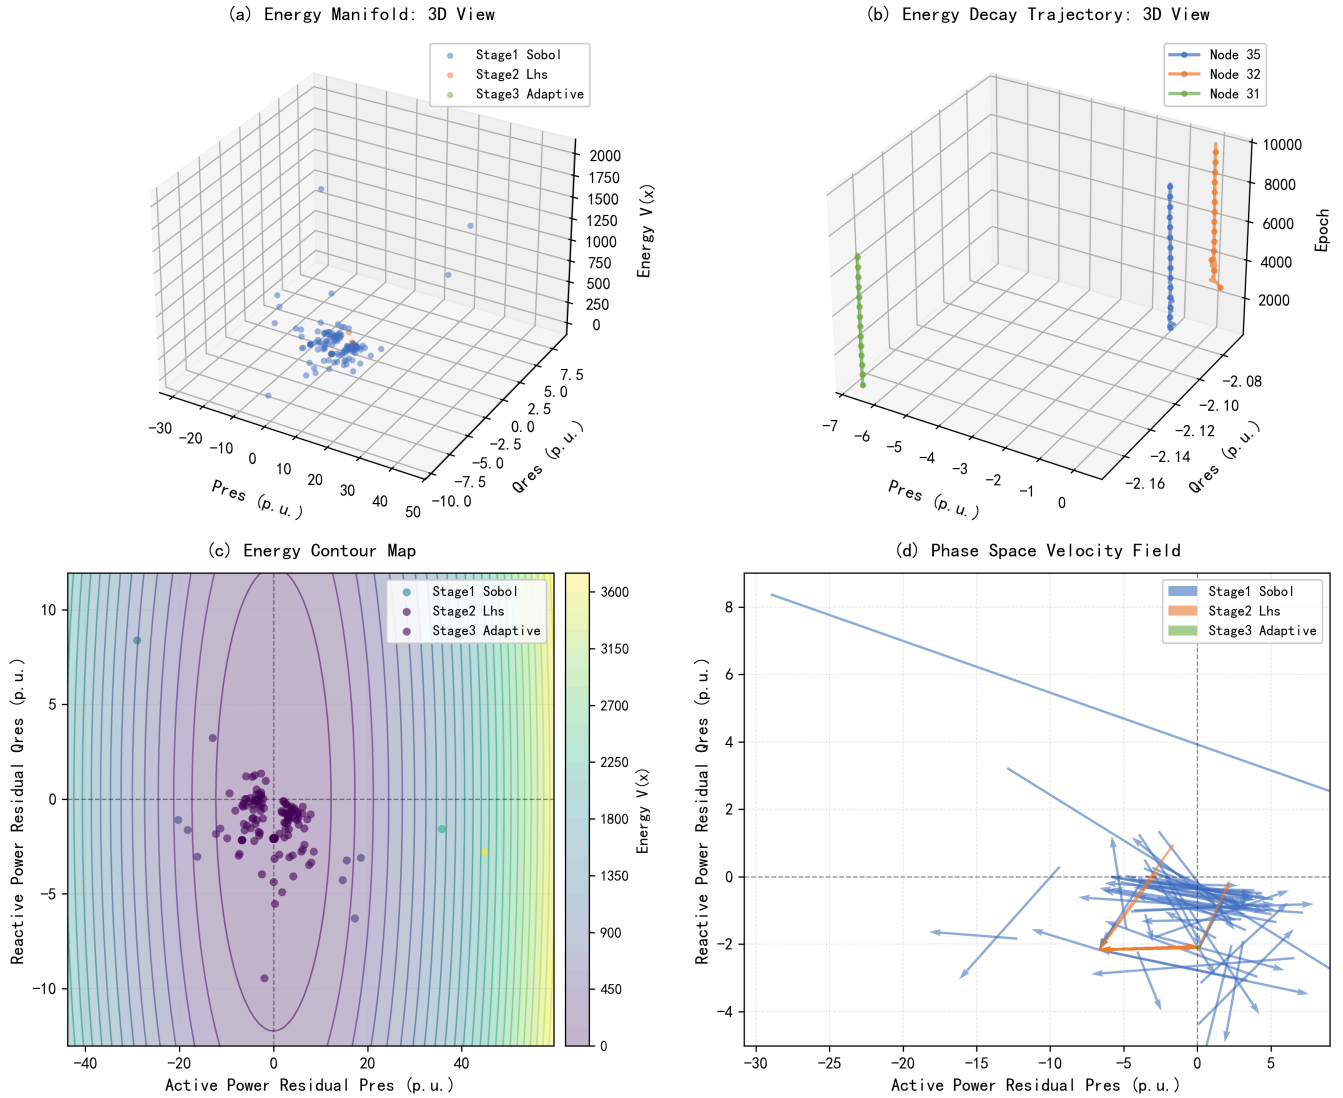 (a) Energy Manifold: 3D View
Stage1 Sobol
Stage2 Lhs
Stage3 Adaptive
2000
1750
1500
1250
1000
750
500
250
0
Energy V(x)
−30
−20
−10
0
10
20
30
40
50
Pres (p.u.)
−10.0
−7.5
−5.0
−2.5
0.0
2.5
5.0
7.5
Qres (p.u.)
(b) Energy Decay Trajectory: 3D View
Node 35
Node 32
Node 31
10000
8000
6000
4000
2000
Epoch
−7
−6
−5
−4
−3
−2
−1
0
Pres (p.u.)
−2.16
−2.14
−2.12
−2.10
−2.08
Qres (p.u.)
(c) Energy Contour Map
Stage1 Sobol
Stage2 Lhs
Stage3 Adaptive
10
5
0
−5
−10
Reactive Power Residual Qres (p.u.)
−40
−20
0
20
40
Active Power Residual Pres (p.u.)
3600
3150
2700
2250
1800
1350
900
450
0
Energy V(x)
(d) Phase Space Velocity Field
Stage1 Sobol
Stage2 Lhs
Stage3 Adaptive
8
6
4
2
0
−2
−4
Reactive Power Residual Qres (p.u.)
−30
−25
−20
−15
−10
−5
0
5
Active Power Residual Pres (p.u.)